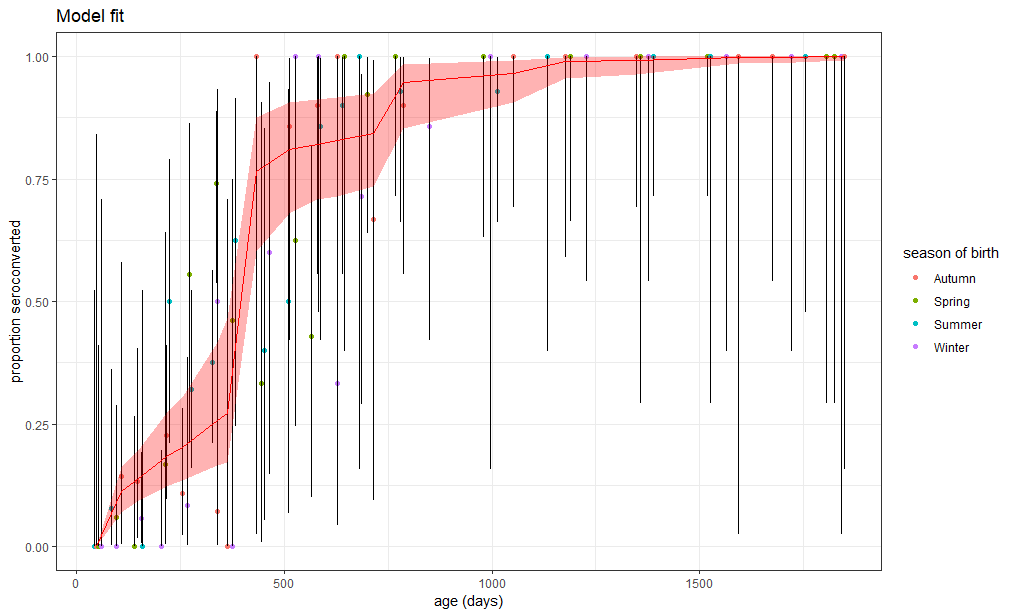 Model fit
1.00
0.75
0.50
0.25
0.00
proportion seroconverted
0
500
1000
1500
age (days)
season of birth
Autumn
Spring
Summer
Winter